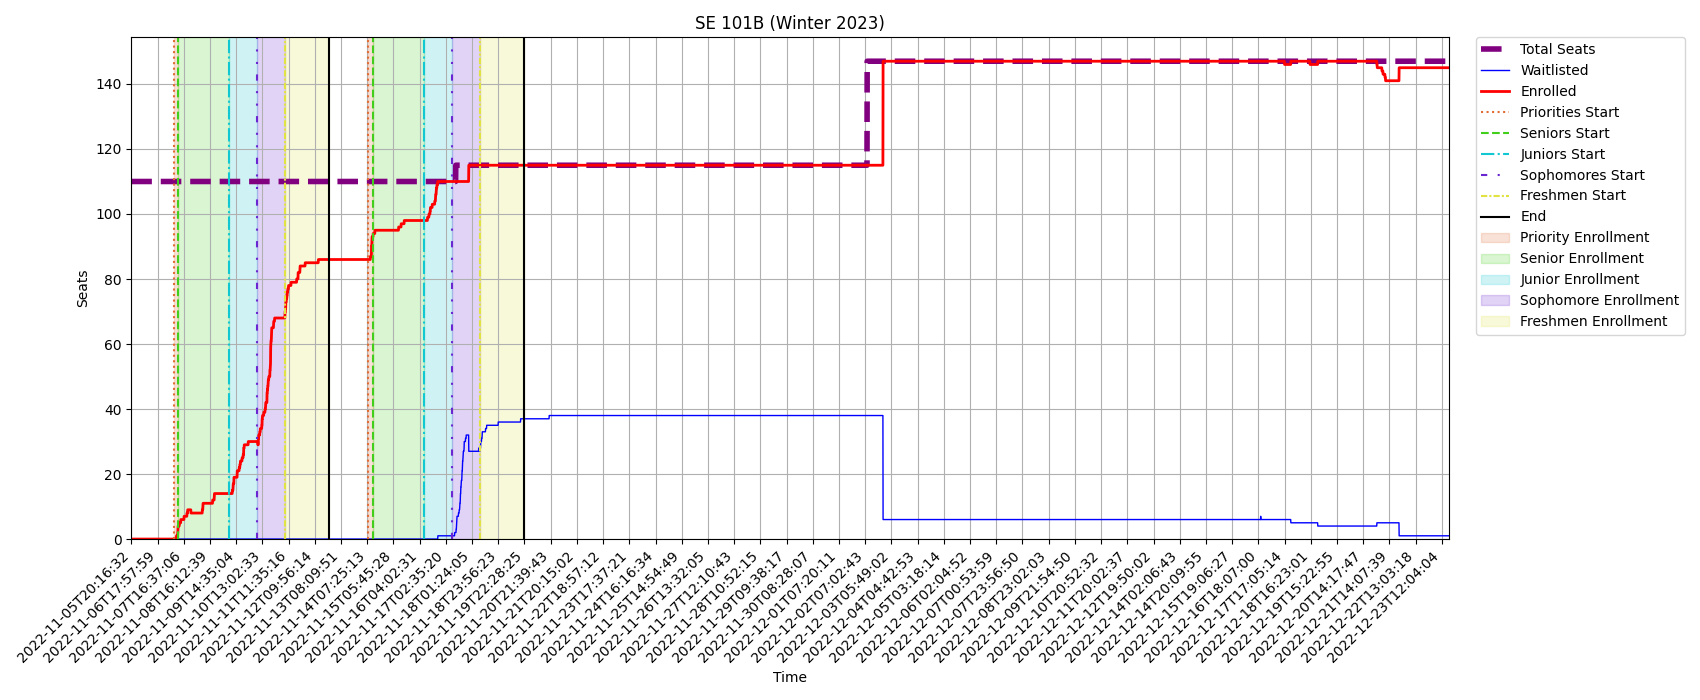 SE 101B (Winter 2023)
Seats
140
120
100
80
60
40
20
0
2022-11-05T20:16:32
2022-11-06T17:57:59
2022-11-07T16:37:06
2022-11-08T16:12:39
2022-11-09T14:35:04
2022-11-10T13:02:33
2022-11-11T11:35:16
2022-11-12T09:56:14
2022-11-13T08:09:51
2022-11-14T07:25:13
2022-11-15T05:45:28
2022-11-16T04:02:31
2022-11-17T02:35:20
2022-11-18T01:24:05
2022-11-18T23:56:23
2022-11-19T22:28:25
2022-11-20T21:39:43
2022-11-21T20:15:02
2022-11-22T18:57:12
2022-11-23T17:37:21
2022-11-24T16:16:34
2022-11-25T14:54:49
2022-11-26T13:32:05
2022-11-27T12:10:43
2022-11-28T10:52:15
2022-11-29T09:38:17
2022-11-30T08:28:07
2022-12-01T07:20:11
2022-12-02T07:02:43
2022-12-03T05:49:02
2022-12-04T04:42:53
2022-12-05T03:18:14
2022-12-06T02:04:52
2022-12-07T00:53:59
2022-12-07T23:56:50
2022-12-08T23:02:03
2022-12-09T21:54:50
2022-12-10T20:52:32
2022-12-11T20:02:37
2022-12-12T19:50:02
2022-12-14T02:06:43
2022-12-14T20:09:55
2022-12-15T19:06:27
2022-12-16T18:07:00
2022-12-17T17:05:14
2022-12-18T16:23:01
2022-12-19T15:22:55
2022-12-20T14:17:47
2022-12-21T14:07:39
2022-12-22T13:03:18
2022-12-23T12:04:04
Time
Total Seats
Waitlisted
Enrolled
Priorities Start
Seniors Start
Juniors Start
Sophomores Start
Freshmen Start
End
Priority Enrollment
Senior Enrollment
Junior Enrollment
Sophomore Enrollment
Freshmen Enrollment